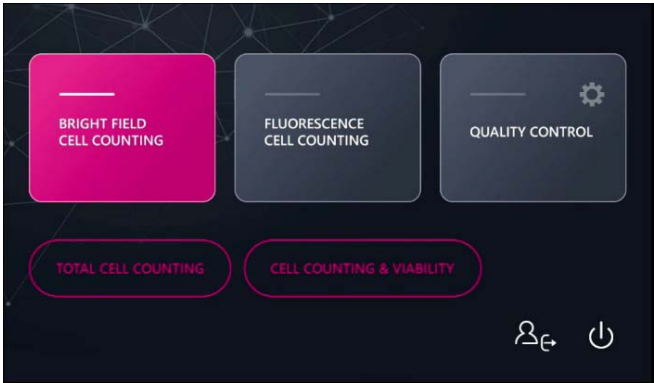 BRIGHT FIELD
CELL COUNTING
FLUORESCENCE
CELL COUNTING
QUALITY CONTROL
TOTAL CELL COUNTING
CELL COUNTING & VIABILITY